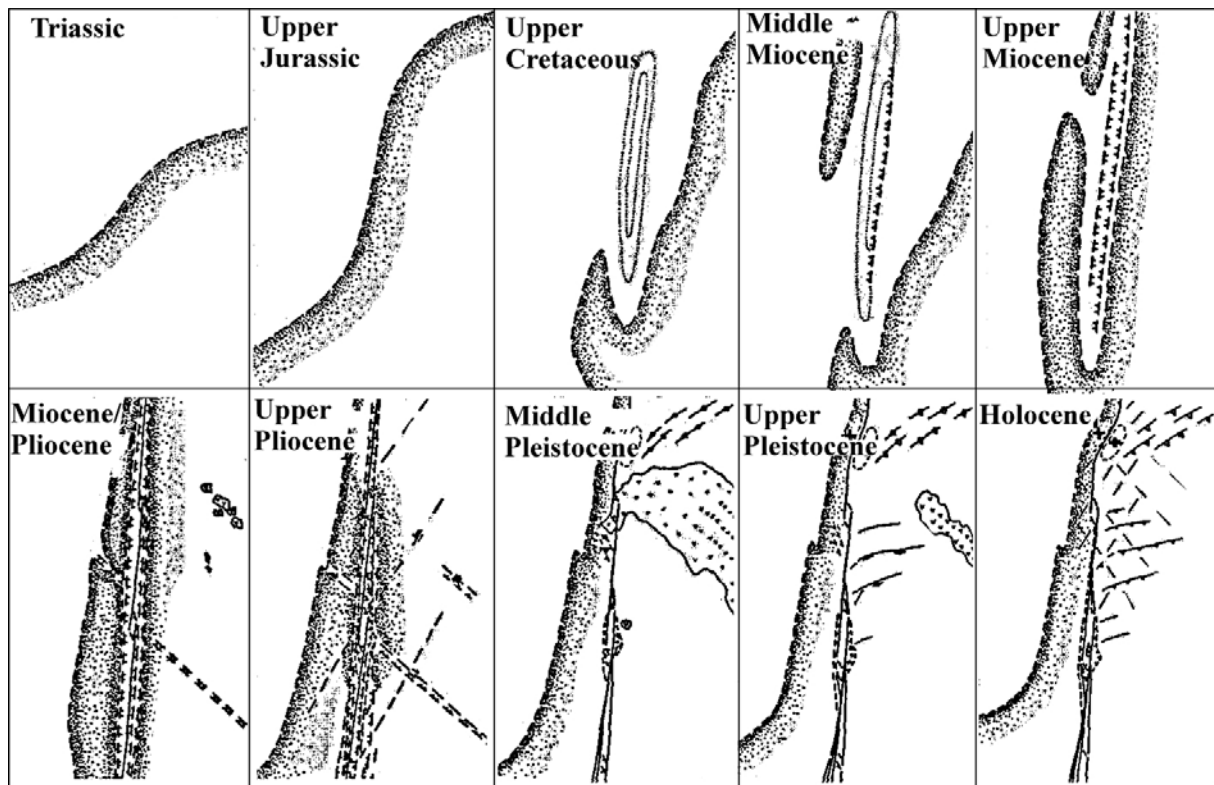 Triassic
Upper
Jurassic
Upper
Cretaceous
Middle
Miocene
Upper
Miocene
Miocene/
Pliocene
Upper
Pliocene
Middle
Pleistocene
Upper
Pleistocene
Holocene